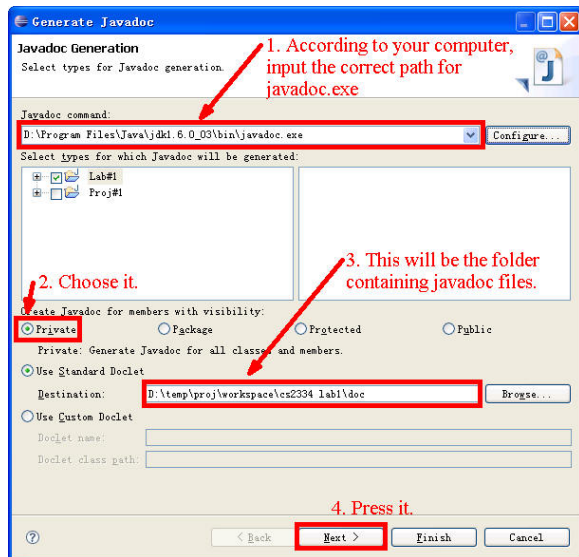 Generate Javadoc
Javadoc Generation
Select types for Javadoc generation.
1. According to your computer,
input the correct path for
javadoc.exe
Javadoc command:
D:\Program Files\Java\jdk1.6.0_03\bin\javadoc.exe
Configure...
Select types for which Javadoc will be generated:
Lab#1
Proj#1
3. This will be the folder
containing javadoc files.
2. Choose it.
Create Javadoc for members with visibility:
Private
Package
Protected
Public
Private: Generate Javadoc for all classes and members.
Use Standard Doclet
Destination:
D:\temp\proj\workspace\cs2334 lab1\doc
Browse...
Use Custom Doclet
Doclet name:
Doclet class path:
4. Press it.
?
< Back
Next >
Finish
Cancel